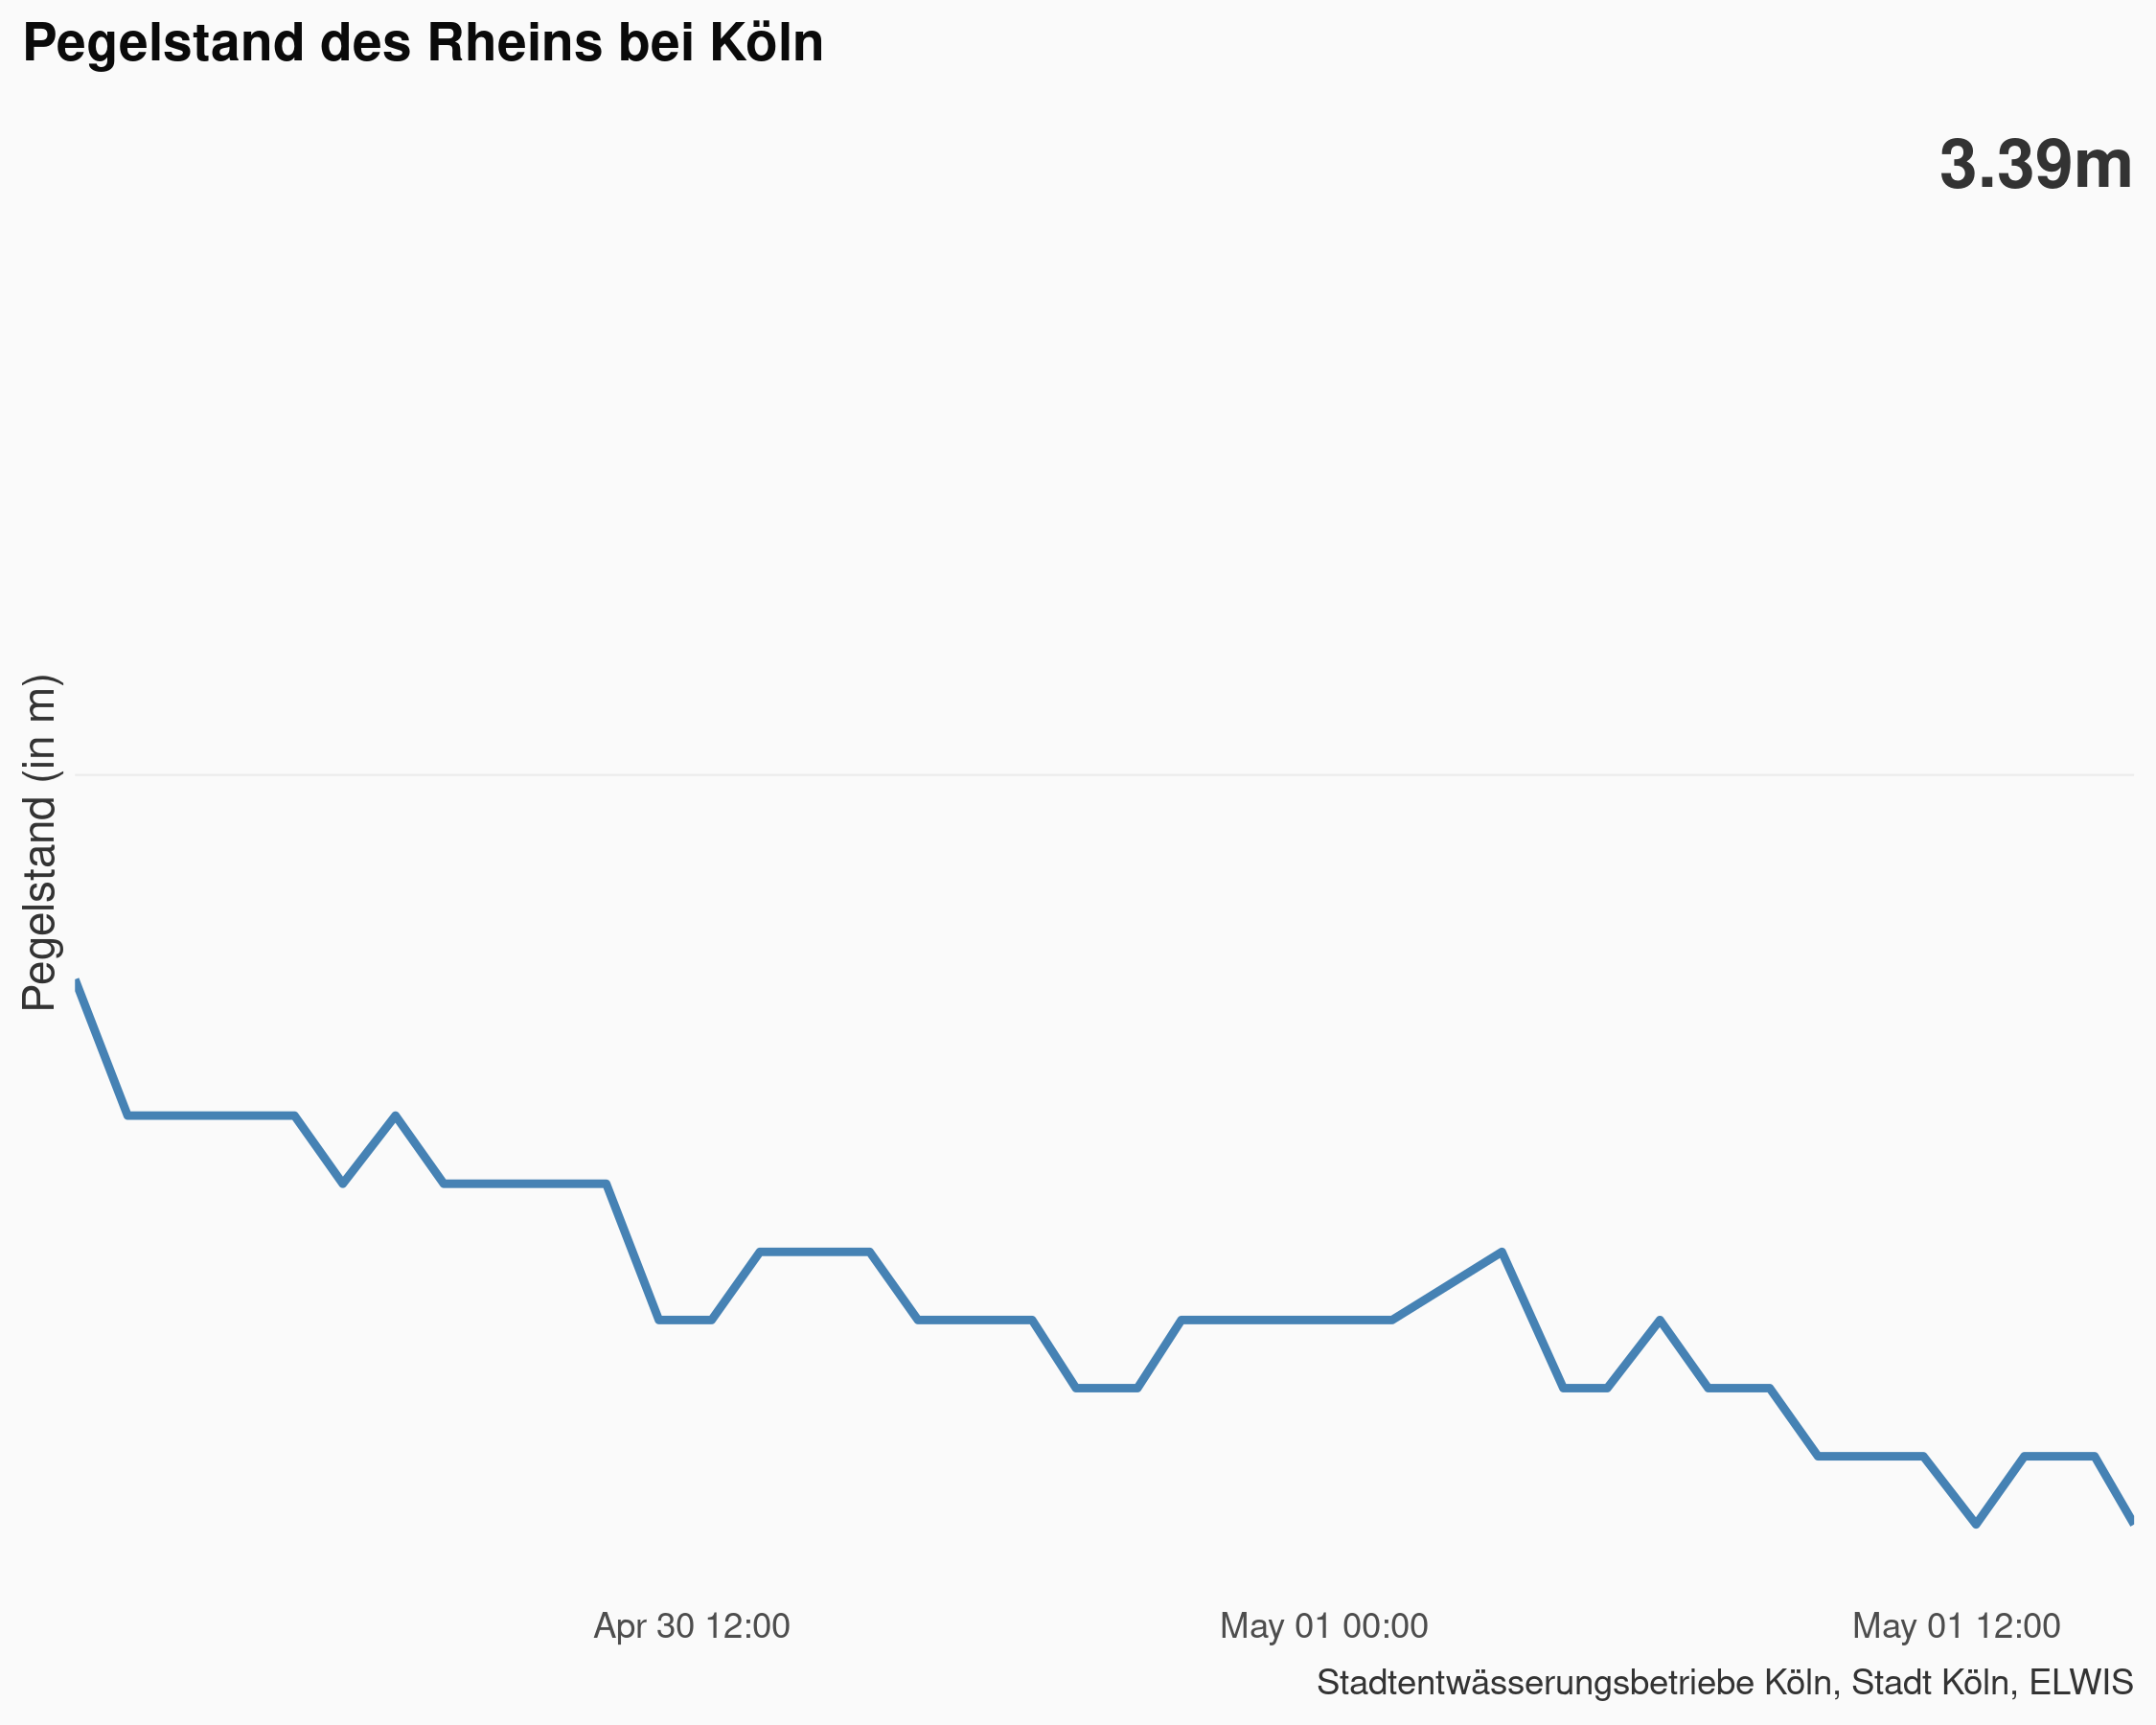 Pegelstand des Rheins bei Köln
3.39m
Pegelstand (in m)
Apr 30 12:00
May 01 00:00
May 01 12:00
Stadtentwässerungsbetriebe Köln, Stadt Köln, ELWIS